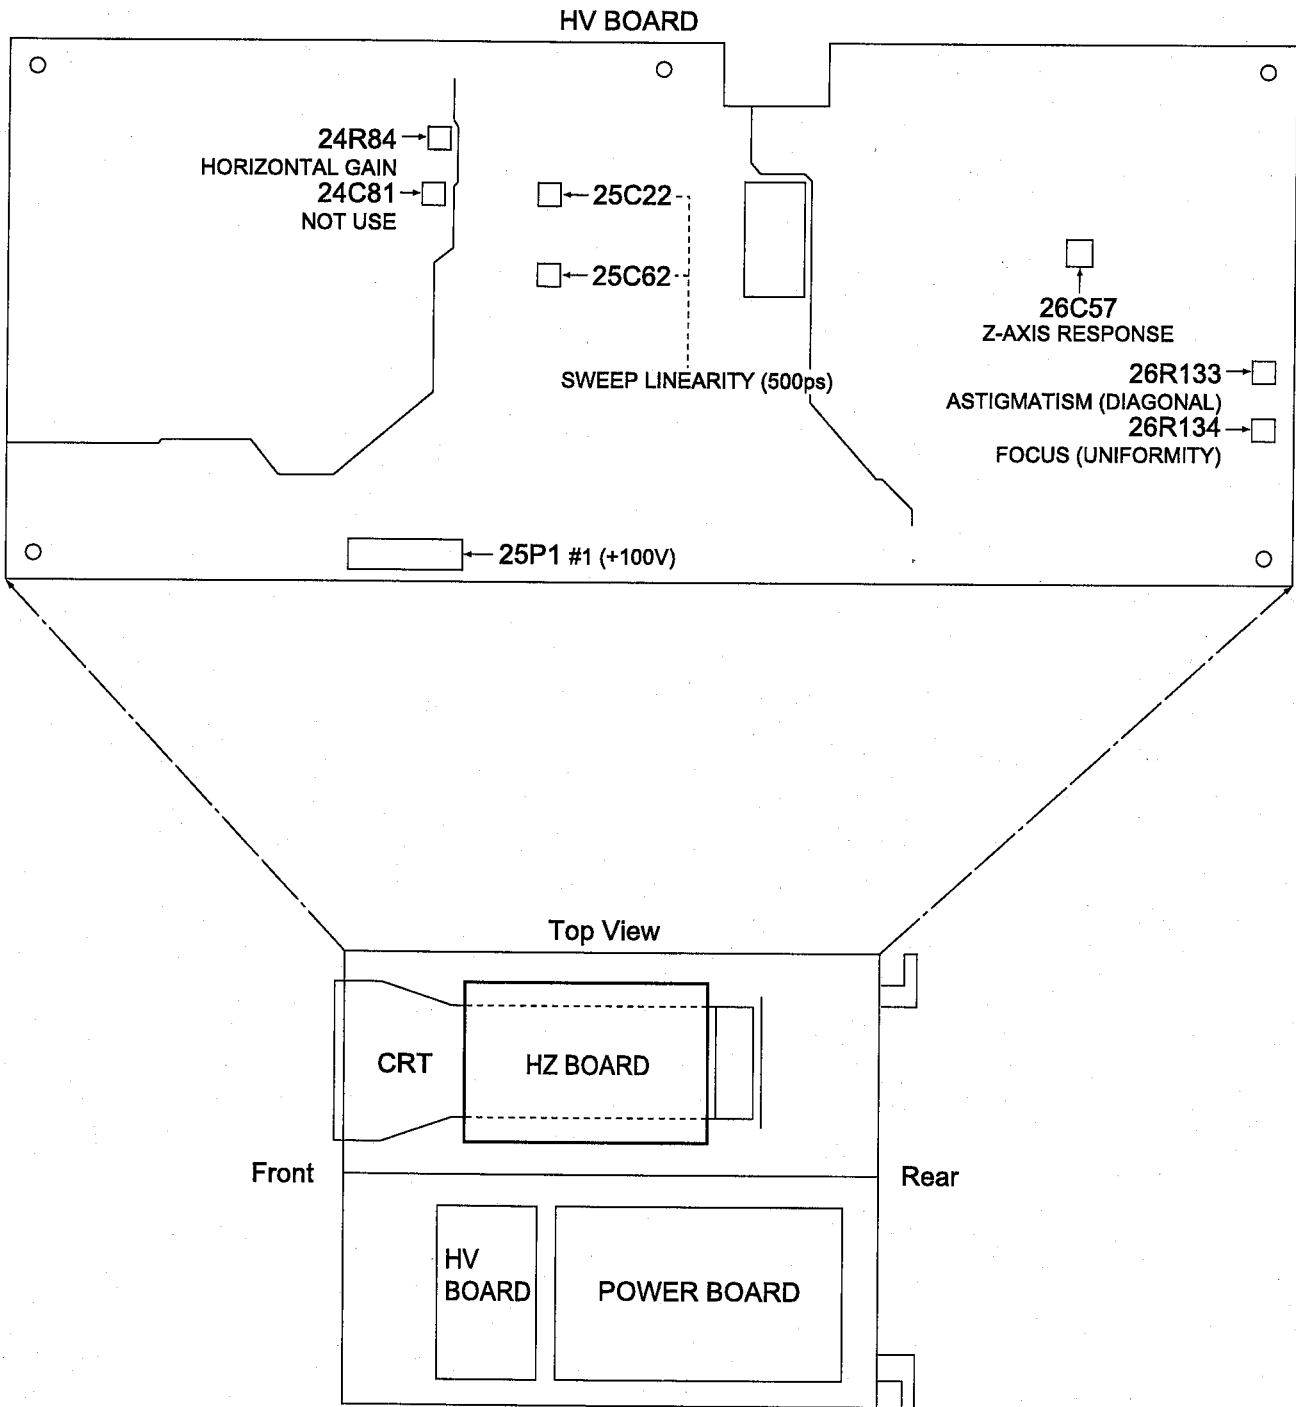 HV BOARD
24R84
HORIZONTAL GAIN
24C81
NOT USE
25C22
25C62
SWEEP LINEARITY (500ps)
26C57
Z-AXIS RESPONSE
26R133
ASTIGMATISM (DIAGONAL)
26R134
FOCUS (UNIFORMITY)
25P1 #1 (+100V)
Top View
CRT
HZ BOARD
Front
Rear
HV
BOARD
POWER BOARD